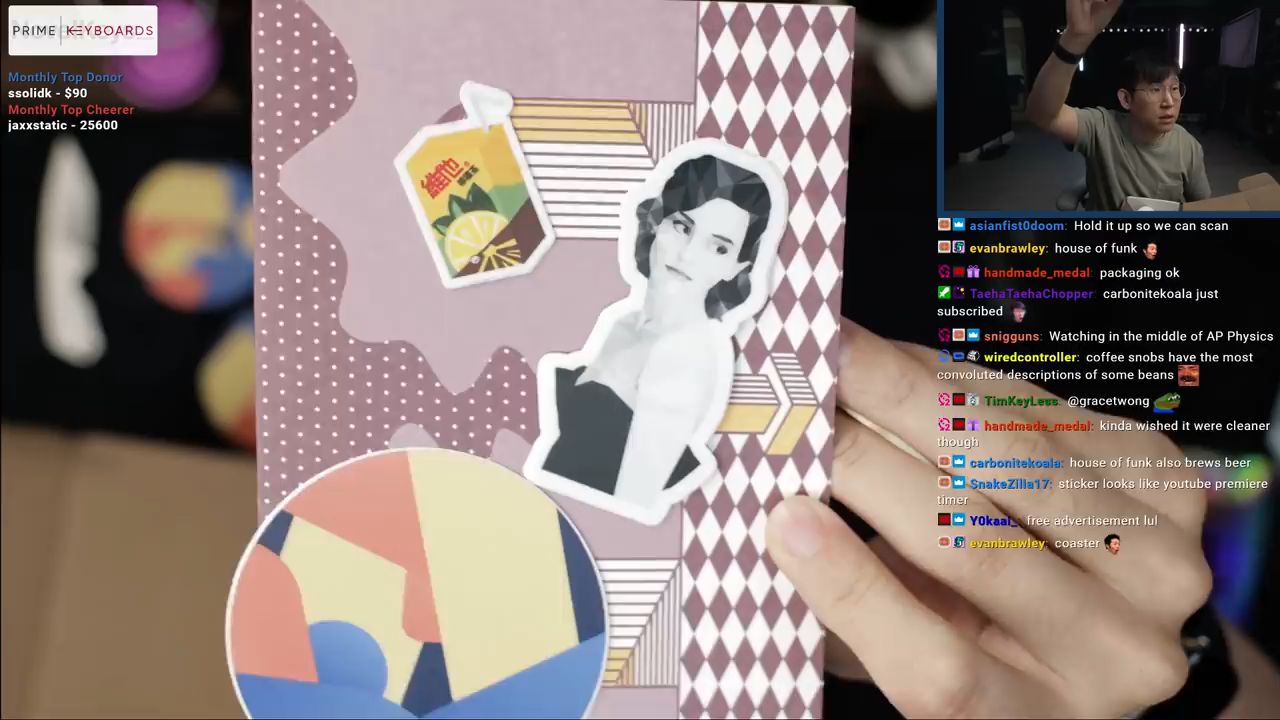 PRIME | KEYBOARDS
Monthly Top Donor
ssolidk - $90
Monthly Top Cheerer
jaxxstatic - 25600
維他
asianfist0doom: Hold it up so we can scan
evanbrawley: house of funk
handmade_medal: packaging ok
TaehaTaehaChopper: carbonitekoala just
subscribed
snigguns: Watching in the middle of AP Physics
wiredcontroller: coffee snobs have the most
convoluted descriptions of some beans
TimKeyLess: @gracetwong
handmade_medal: kinda wished it were cleaner
though
carbonitekoala: house of funk also brews beer
SnakeZilla17: sticker looks like youtube premiere
timer
Y0kaai_: free advertisement lul
evanbrawley: coaster